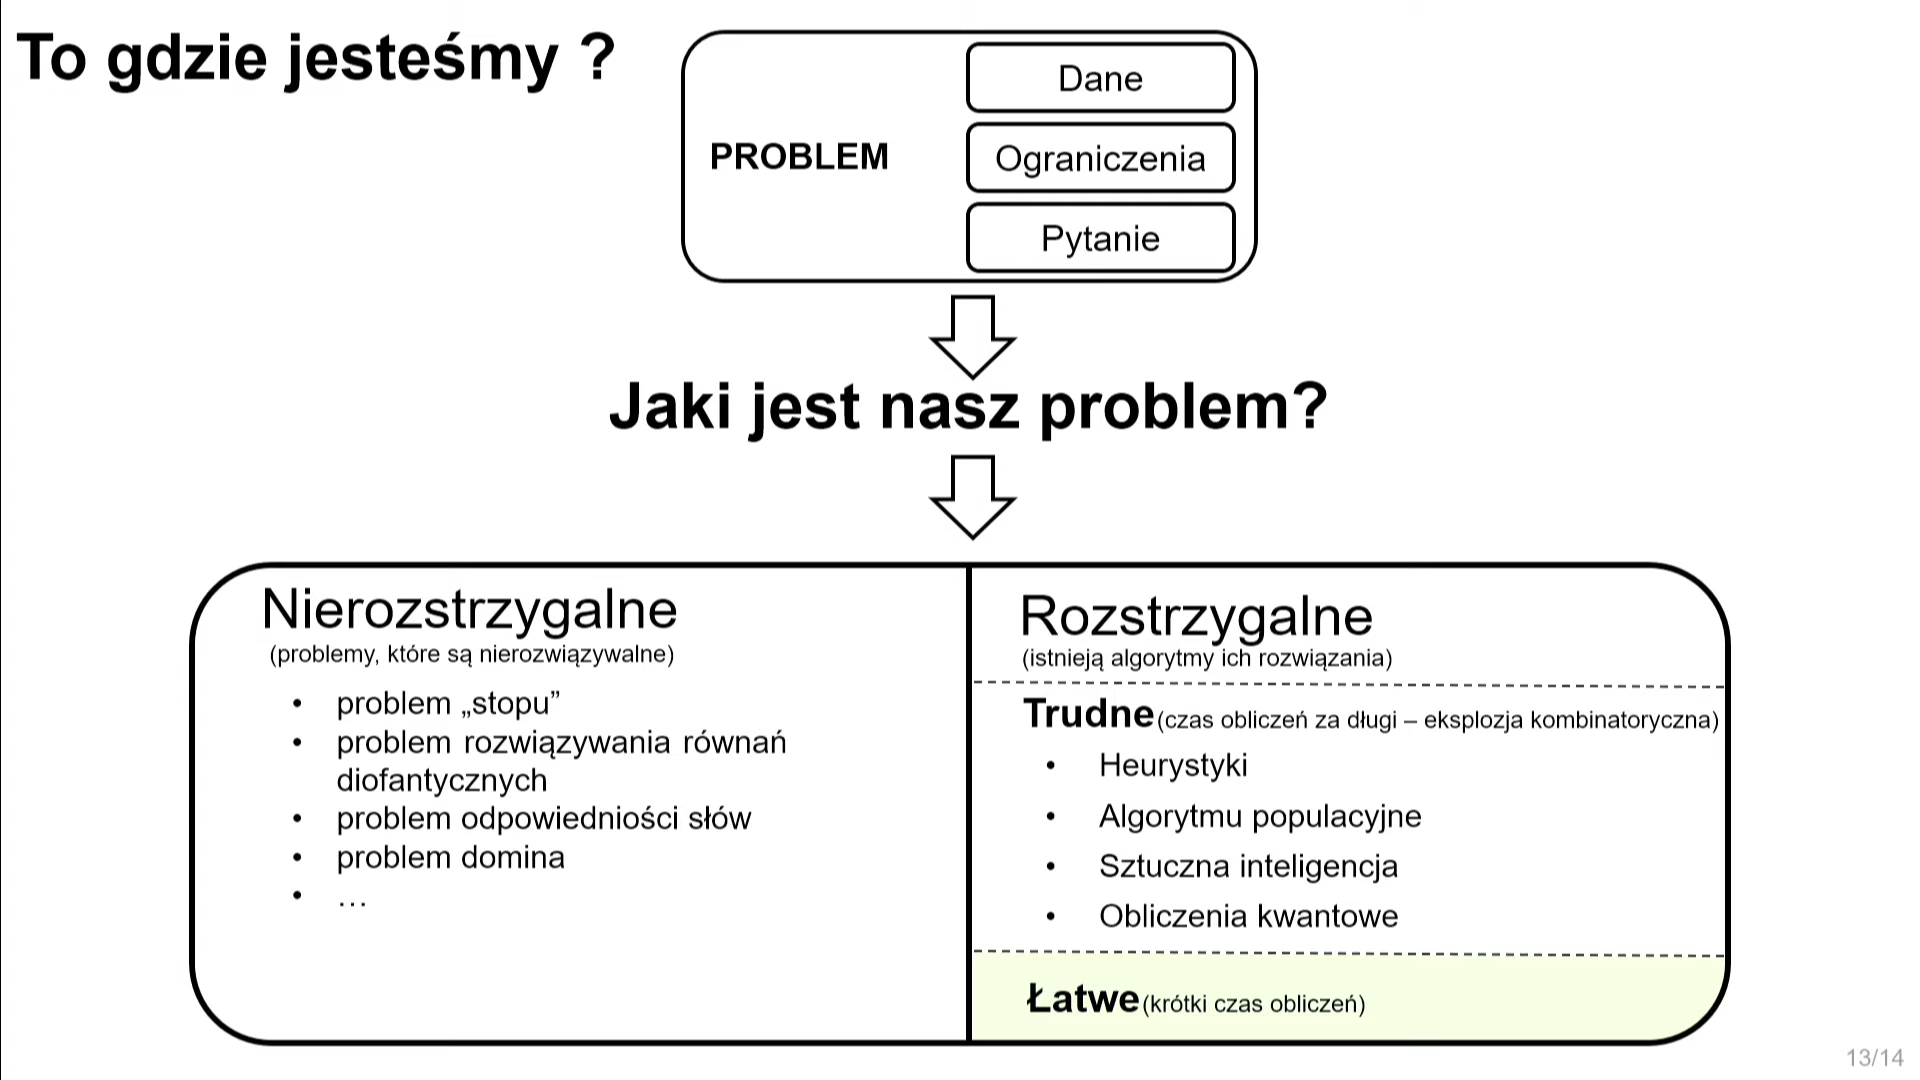 To gdzie jesteśmy ?
PROBLEM
Dane
Ograniczenia
Pytanie
Jaki jest nasz problem?
Nierozstrzygalne
(problemy, które są nierozwiązywalne)
• problem „stopu”
• problem rozwiązywania równań
diofantycznych
• problem odpowiedniości słów
• problem domina
• …
Rozstrzygalne
(istnieją algorytmy ich rozwiązania)
Trudne (czas obliczeń za długi – eksplozja kombinatoryczna)
• Heurystyki
• Algorytmu populacyjne
• Sztuczna inteligencja
• Obliczenia kwantowe
Łatwe (krótki czas obliczeń)
13/14